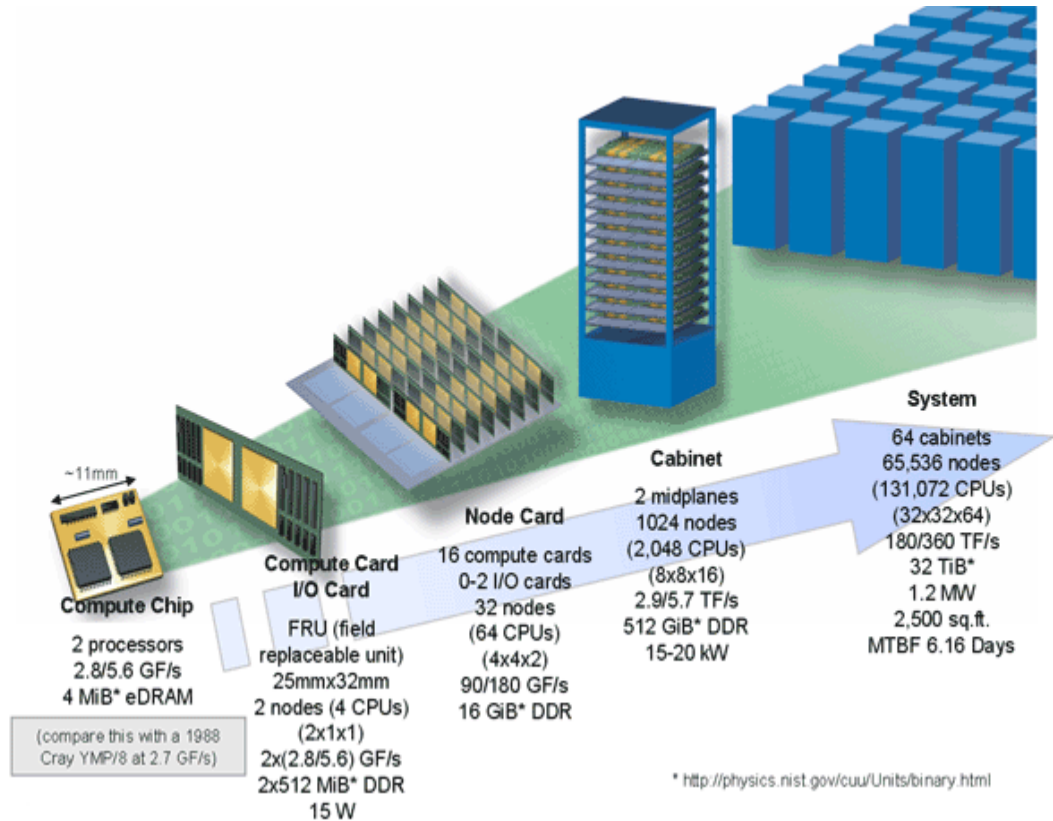 ~11mm
Compute Chip
2 processors
2.8/5.6 GF/s
4 MiB* eDRAM
(compare this with a 1988
Cray YMP/8 at 2.7 GF/s)
Compute Card
I/O Card
FRU (field
replaceable unit)
25mmx32mm
2 nodes (4 CPUs)
(2x1x1)
2x(2.8/5.6) GF/s
2x512 MiB* DDR
15 W
Node Card
16 compute cards
0-2 I/O cards
32 nodes
(64 CPUs)
(4x4x2)
90/180 GF/s
16 GiB* DDR
Cabinet
2 midplanes
1024 nodes
(2,048 CPUs)
(8x8x16)
2.9/5.7 TF/s
512 GiB* DDR
15-20 kW
System
64 cabinets
65,536 nodes
(131,072 CPUs)
(32x32x64)
180/360 TF/s
32 TiB*
1.2 MW
2,500 sq.ft.
MTBF 6.16 Days
* http://physics.nist.gov/cuu/Units/binary.html